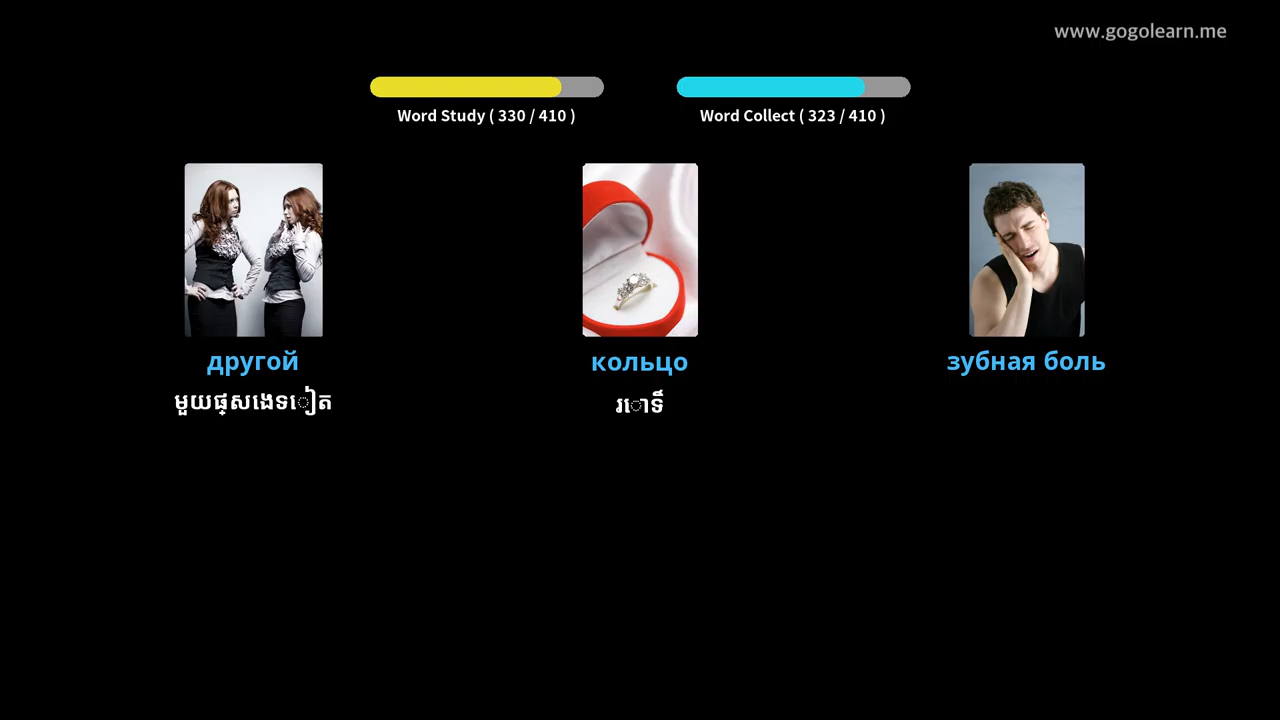 www.gogolearn.me
Word Study ( 330 / 410 )
Word Collect ( 323 / 410 )
другой
кольцо
зубная боль
មួយផ្សងេទៀត
រោទិ៍